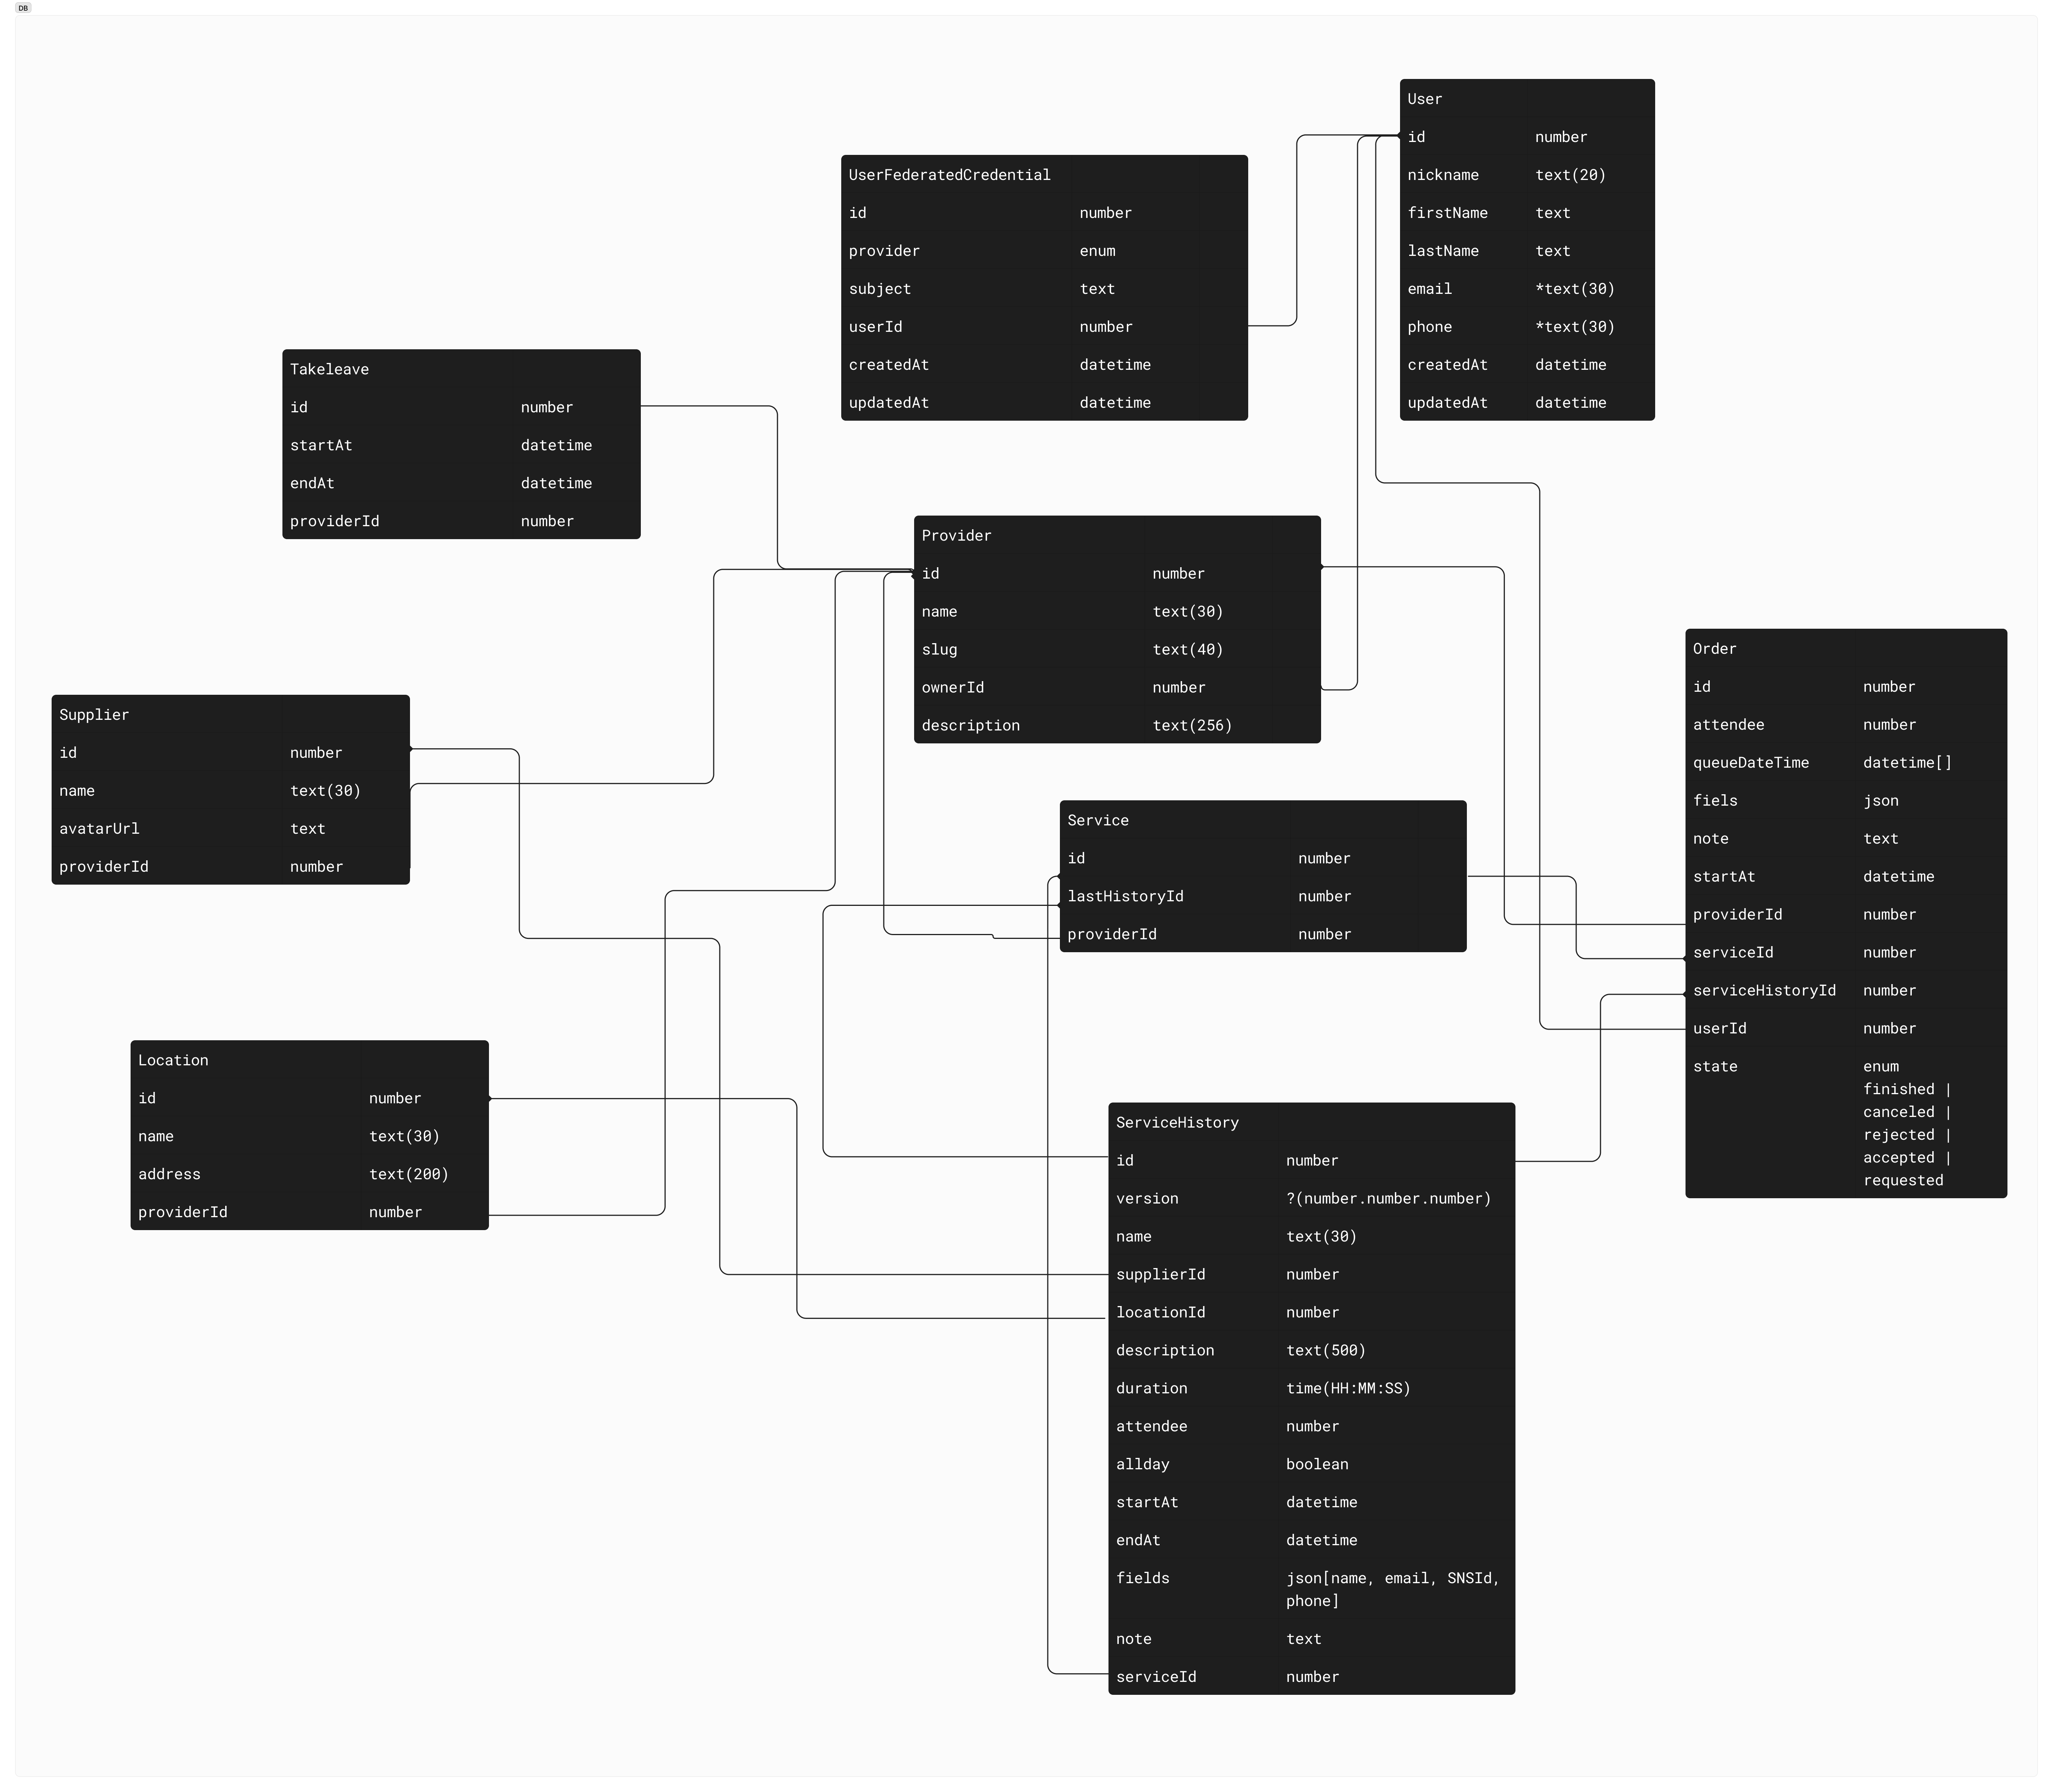 DB
User
id number
nickname text(20)
firstName text
lastName text
email *text(30)
phone *text(30)
createdAt datetime
updatedAt datetime
UserFederatedCredential
id number
provider enum
subject text
userId number
createdAt datetime
updatedAt datetime
Takeleave
id number
startAt datetime
endAt datetime
providerId number
Provider
id number
name text(30)
slug text(40)
ownerId number
description text(256)
Order
id number
attendee number
queueDateTime datetime[]
fiels json
note text
startAt datetime
providerId number
serviceId number
serviceHistoryId number
userId number
state enum
finished |
canceled |
rejected |
accepted |
requested
Supplier
id number
name text(30)
avatarUrl text
providerId number
Service
id number
lastHistoryId number
providerId number
Location
id number
name text(30)
address text(200)
providerId number
ServiceHistory
id number
version ?(number.number.number)
name text(30)
supplierId number
locationId number
description text(500)
duration time(HH:MM:SS)
attendee number
allday boolean
startAt datetime
endAt datetime
fields json[name, email, SNSId,
phone]
note text
serviceId number